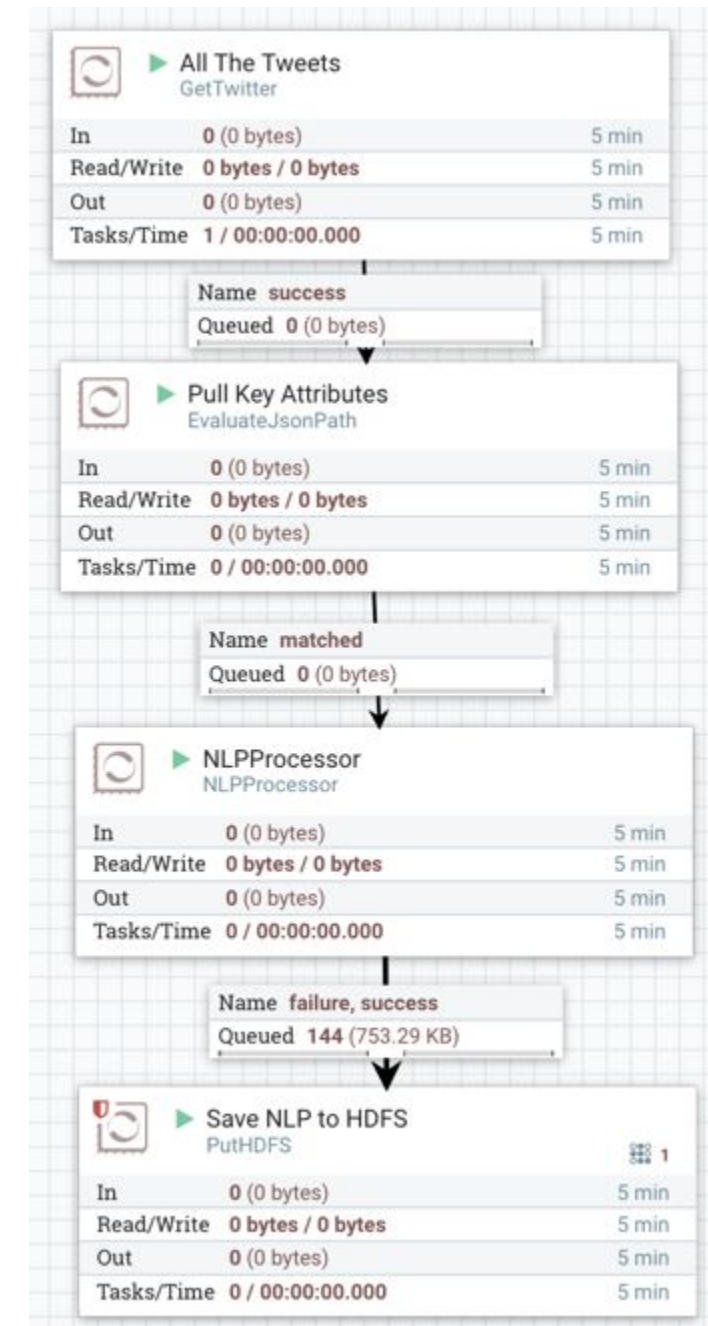 All The Tweets
GetTwitter
In 0 (0 bytes) 5 min
Read/Write 0 bytes / 0 bytes 5 min
Out 0 (0 bytes) 5 min
Tasks/Time 1 / 00:00:00.000 5 min
Name success
Queued 0 (0 bytes)
Pull Key Attributes
EvaluateJsonPath
In 0 (0 bytes) 5 min
Read/Write 0 bytes / 0 bytes 5 min
Out 0 (0 bytes) 5 min
Tasks/Time 0 / 00:00:00.000 5 min
Name matched
Queued 0 (0 bytes)
NLPProcessor
NLPProcessor
In 0 (0 bytes) 5 min
Read/Write 0 bytes / 0 bytes 5 min
Out 0 (0 bytes) 5 min
Tasks/Time 0 / 00:00:00.000 5 min
Name failure, success
Queued 144 (753.29 KB)
Save NLP to HDFS
PutHDFS
1
In 0 (0 bytes) 5 min
Read/Write 0 bytes / 0 bytes 5 min
Out 0 (0 bytes) 5 min
Tasks/Time 0 / 00:00:00.000 5 min